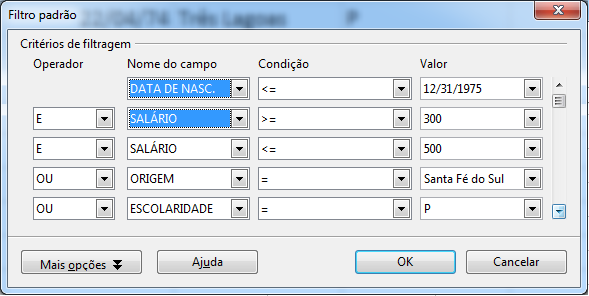 Filtro padrão
22/04/74 Três Lagoas P
Critérios de filtragem
Operador Nome do campo Condição Valor
DATA DE NASC. <= 12/31/1975
E SALÁRIO >= 300
E SALÁRIO <= 500
OU ORIGEM = Santa Fé do Sul
OU ESCOLARIDADE = P
Mais opções Ajuda OK Cancelar